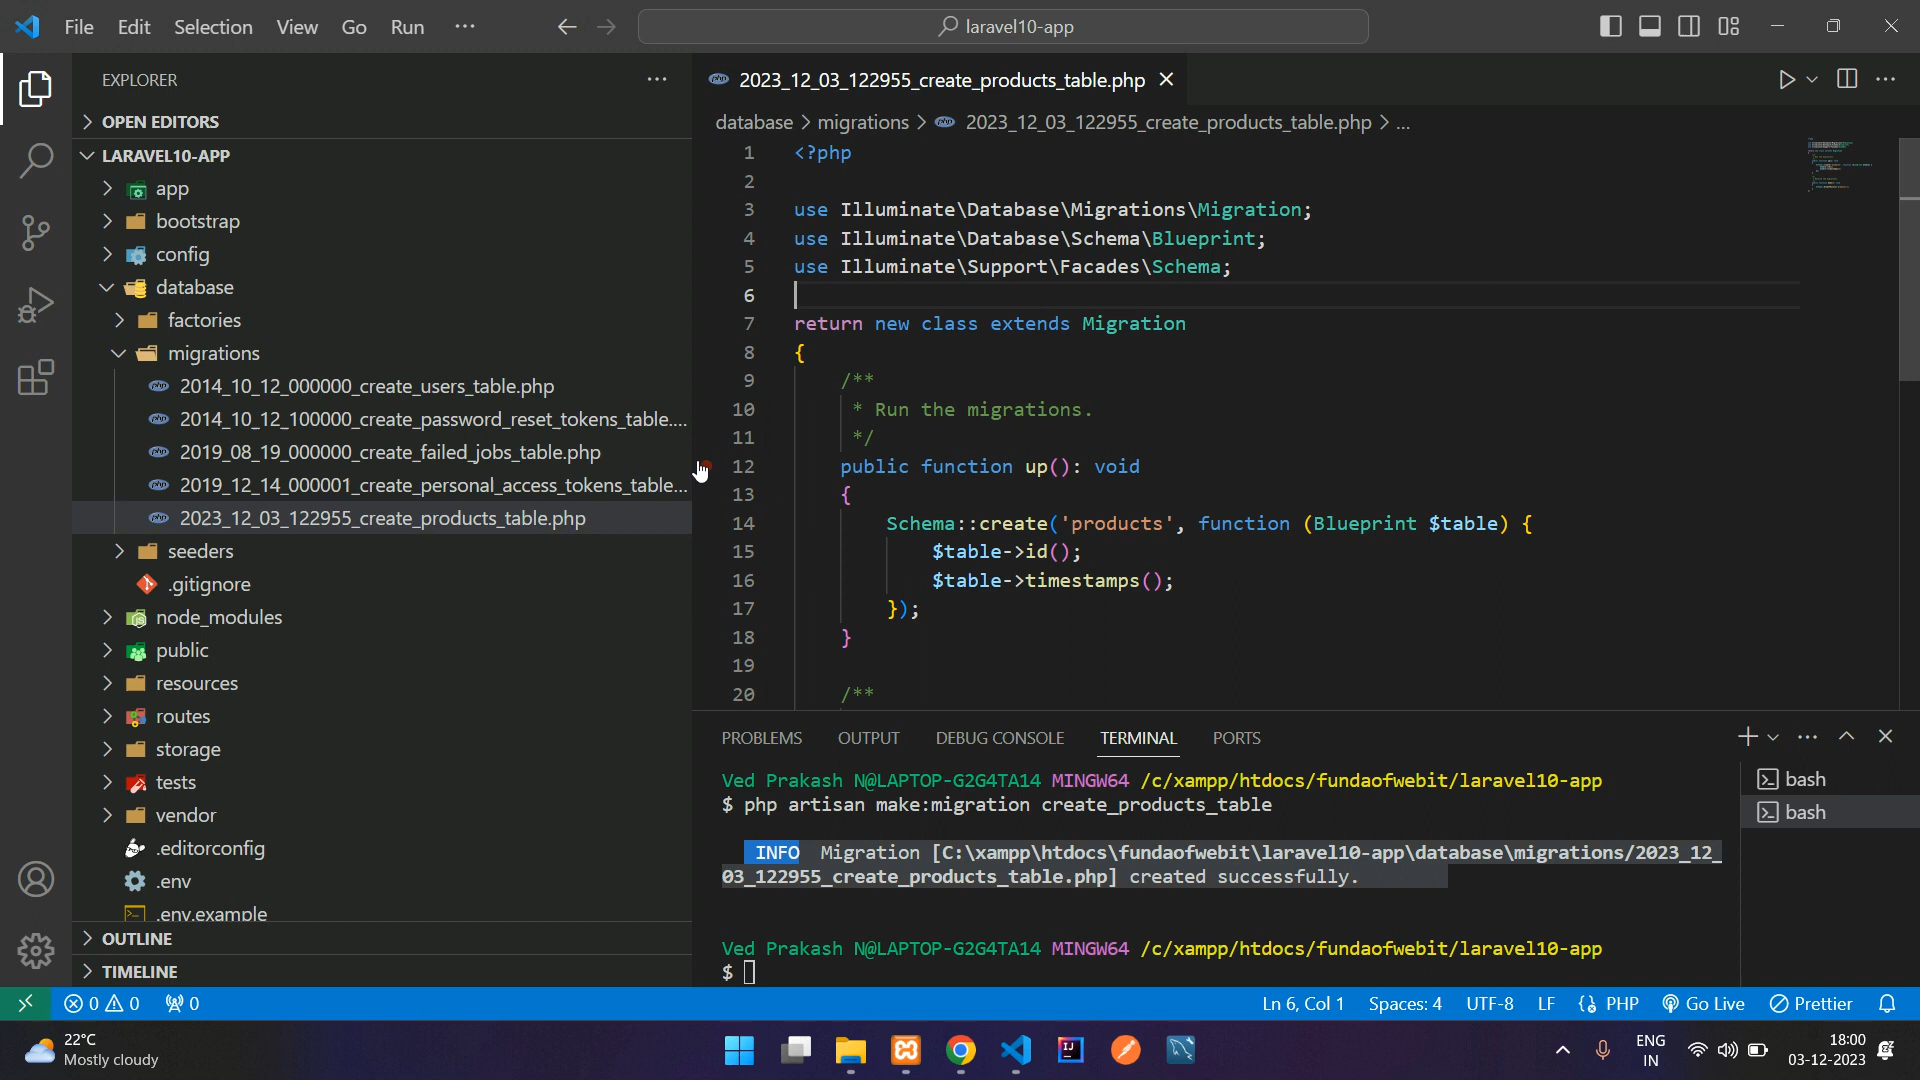 File Edit Selection View Go Run ··· laravel10-app
EXPLORER
OPEN EDITORS
LARAVEL10-APP
app
bootstrap
config
database
factories
migrations
2014_10_12_000000_create_users_table.php
2014_10_12_100000_create_password_reset_tokens_table....
2019_08_19_000000_create_failed_jobs_table.php
2019_12_14_000001_create_personal_access_tokens_table...
2023_12_03_122955_create_products_table.php
seeders
.gitignore
node_modules
public
resources
routes
storage
tests
vendor
.editorconfig
.env
.env.example
OUTLINE
TIMELINE
2023_12_03_122955_create_products_table.php
database > migrations > 2023_12_03_122955_create_products_table.php > ...
1 <?php
2
3 use Illuminate\Database\Migrations\Migration;
4 use Illuminate\Database\Schema\Blueprint;
5 use Illuminate\Support\Facades\Schema;
6
7 return new class extends Migration
8 {
9 /**
10 * Run the migrations.
11 */
12 public function up(): void
13 {
14 Schema::create('products', function (Blueprint $table) {
15 $table->id();
16 $table->timestamps();
17 });
18 }
19
20 /**
PROBLEMS OUTPUT DEBUG CONSOLE TERMINAL PORTS
Ved Prakash N@LAPTOP-G2G4TA14 MINGW64 /c/xampp/htdocs/fundaofwebit/laravel10-app
$ php artisan make:migration create_products_table
INFO Migration [C:\xampp\htdocs\fundaofwebit\laravel10-app\database\migrations/2023_12_
03_122955_create_products_table.php] created successfully.
Ved Prakash N@LAPTOP-G2G4TA14 MINGW64 /c/xampp/htdocs/fundaofwebit/laravel10-app
$
bash
bash
0 0 0 Ln 6, Col 1 Spaces: 4 UTF-8 LF PHP Go Live Prettier
22°C
Mostly cloudy
ENG
IN
18:00
03-12-2023